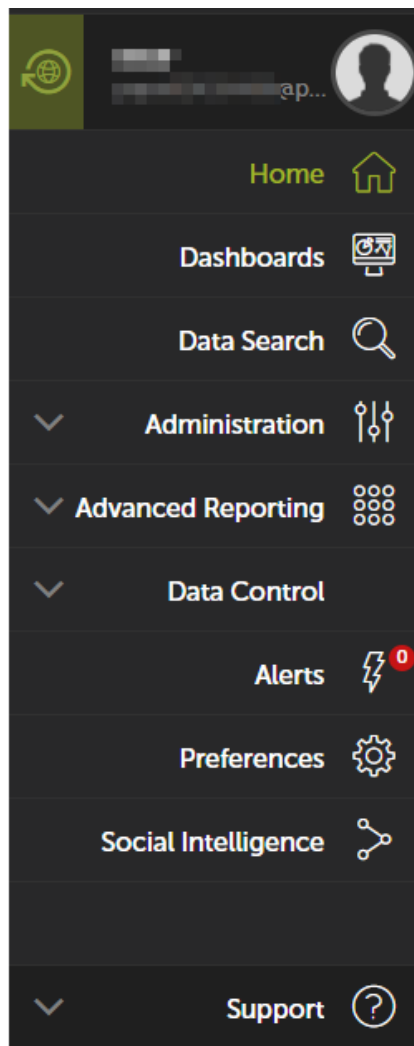 Home
Dashboards
Data Search
Administration
Advanced Reporting
Data Control
Alerts
0
Preferences
Social Intelligence
Support